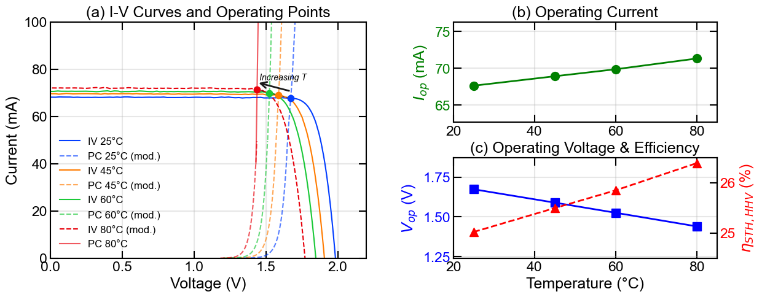 (a) I-V Curves and Operating Points
100
80
60
40
20
0
Current (mA)
0.0
0.5
1.0
1.5
2.0
Voltage (V)
Increasing T
IV 25°C
PC 25°C (mod.)
IV 45°C
PC 45°C (mod.)
IV 60°C
PC 60°C (mod.)
IV 80°C (mod.)
PC 80°C
(b) Operating Current
75
70
65
Iop (mA)
20
40
60
80
(c) Operating Voltage & Efficiency
1.75
1.50
1.25
Vop (V)
26
25
ηSTH, HHV (%)
20
40
60
80
Temperature (°C)